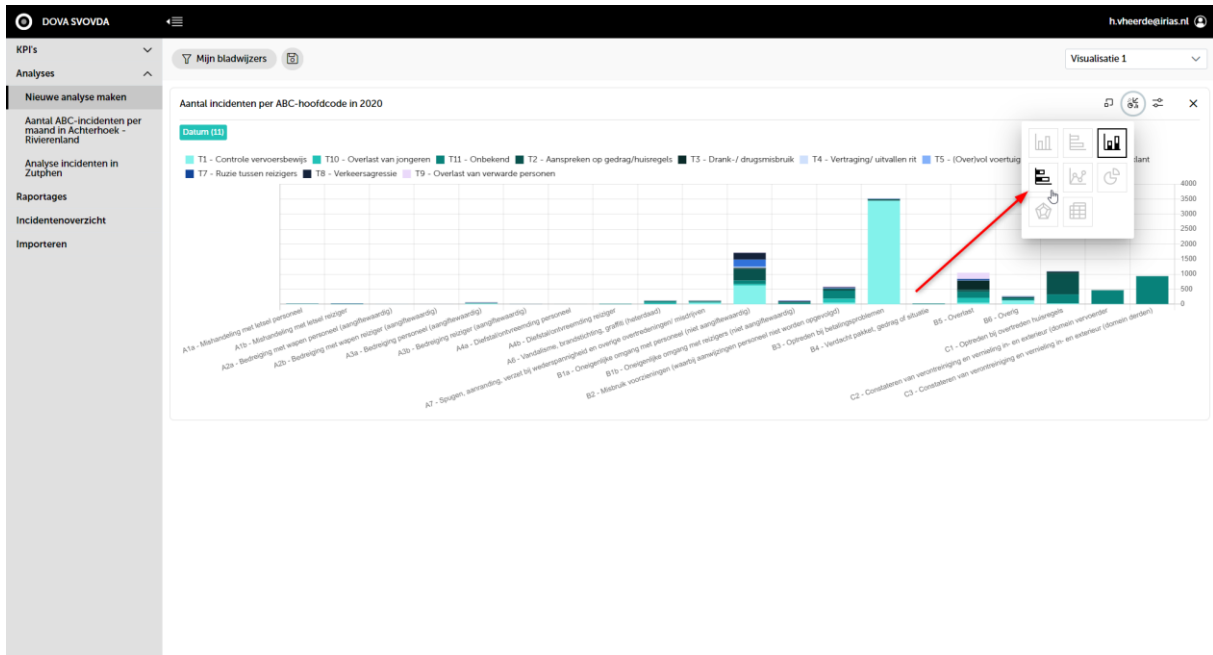 DOVA SVOVDA
h.vheerde@irias.nl
KPI's
Analyses
Nieuwe analyse maken
Aantal ABC-incidenten per
maand in Achterhoek -
Rivierenland
Analyse incidenten in
Zutphen
Raportages
Incidentenoverzicht
Importeren
Mijn bladwijzers
Visualisatie 1
Aantal incidenten per ABC-hoofdcode in 2020
Datum (11)
T1 - Controle vervoersbewijs T10 - Overlast van jongeren T11 - Onbekend T2 - Aanspreken op gedrag/huisregels T3 - Drank-/ drugsmisbruik T4 - Vertraging/ uitvallen rit T5 - (Over)vol voertuig
T7 - Ruzie tussen reizigers T8 - Verkeersagressie T9 - Overlast van verwarde personen
4000
3500
3000
2500
2000
1500
1000
500
0
A1a - Mishandeling met letsel personeel
A1b - Mishandeling met letsel reiziger
A2a - Bedreiging met wapen personeel (aangiftewaardig)
A2b - Bedreiging met wapen reiziger (aangiftewaardig)
A3a - Bedreiging personeel (aangiftewaardig)
A3b - Bedreiging reiziger (aangiftewaardig)
A4a - Diefstal/ontvreemding personeel
A4b - Diefstal/ontvreemding reiziger
A6 - Vandalisme, brandstichting, graffiti (heterdaad)
A7 - Spugen, aanranding, verzet bij wederspannigheid en overige overtredingen/ misdrijven
B1a - Oneigenlijke omgang met personeel (niet aangiftewaardig)
B1b - Oneigenlijke omgang met reizigers (niet aangiftewaardig)
B2 - Misbruik voorzieningen (waarbij aanwijzingen personeel niet worden opgevolgd)
B3 - Optreden bij betalingsproblemen
B4 - Verdacht pakket, gedrag of situatie
B5 - Overlast
B6 - Overig
C1 - Optreden bij overtreden huisregels
C2 - Constateren van verontreiniging en vernieling in- en exterieur (domein vervoerder
C3 - Constateren van verontreiniging en vernieling in- en exterieur (domein derden)